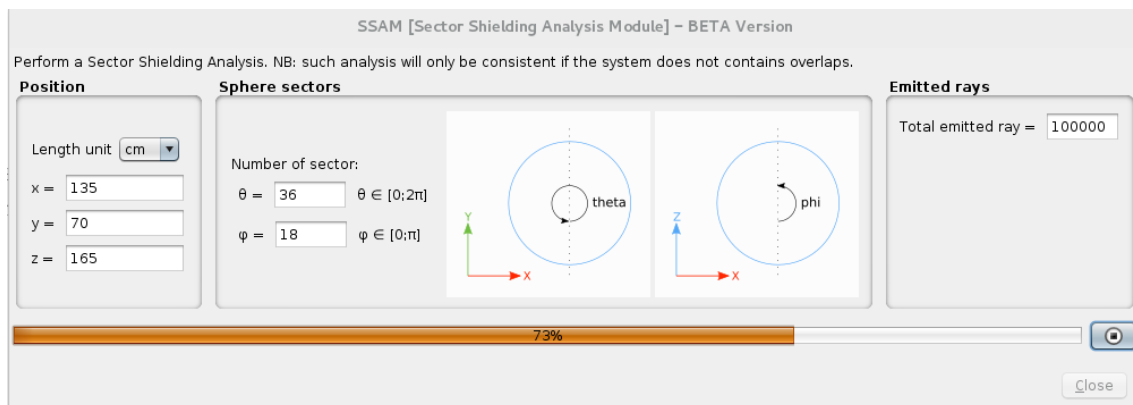 SSAM [Sector Shielding Analysis Module] – BETA Version
Perform a Sector Shielding Analysis. NB: such analysis will only be consistent if the system does not contains overlaps.
Position
Length unit cm
x = 135
y = 70
z = 165
Sphere sectors
Number of sector:
θ = 36 θ ∈ [0;2π]
φ = 18 φ ∈ [0;π]
theta
Y
X
phi
Z
X
Emitted rays
Total emitted ray = 100000
73%
Close